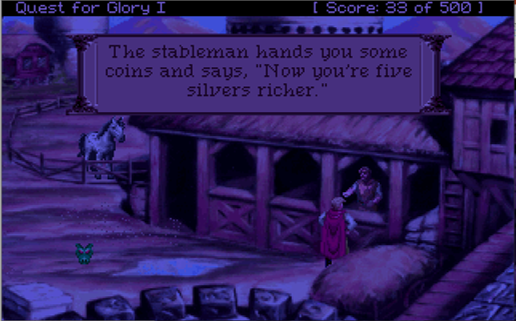 Quest for Glory I [ Score: 33 of 500 ]
The stableman hands you some
coins and says, "Now you're five
silvers richer."